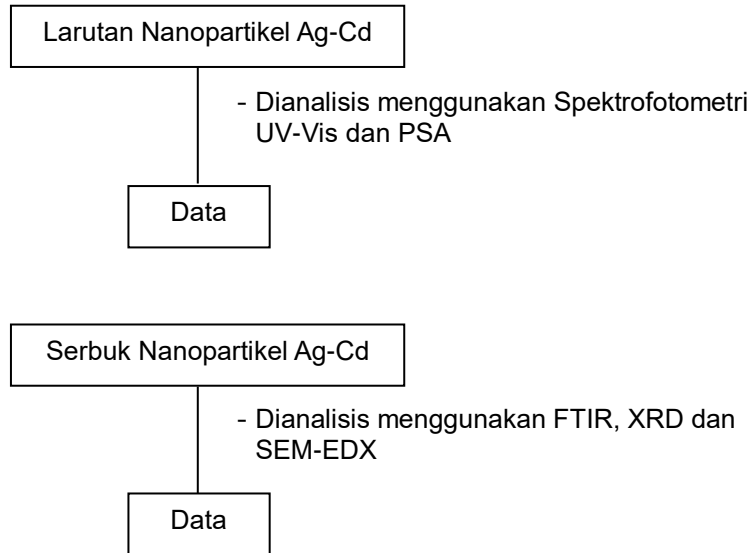 Larutan Nanopartikel Ag-Cd
- Dianalisis menggunakan Spektrofotometri
UV-Vis dan PSA
Data
Serbuk Nanopartikel Ag-Cd
- Dianalisis menggunakan FTIR, XRD dan
SEM-EDX
Data